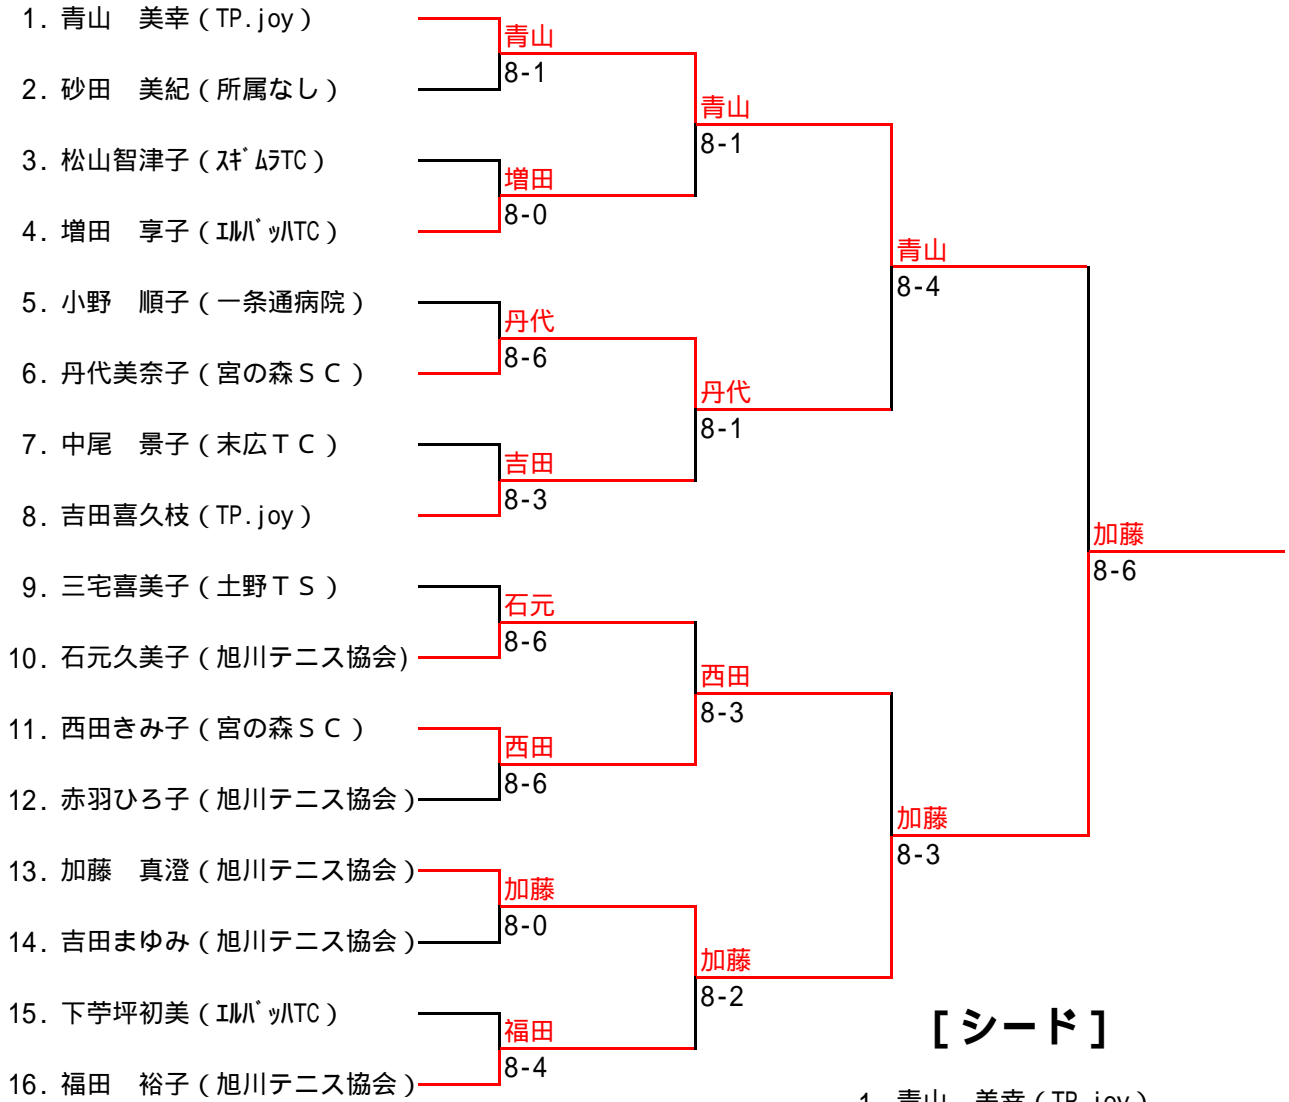 1. 青山　美幸 ( TP.joy )
青山
8-1
2. 砂田　美紀 ( 所属なし )
青山
8-1
3. 松山智津子 ( ｽｷﾞﾑﾗTC )
増田
8-0
4. 増田　享子 ( ｴﾙﾊﾞｯﾊTC )
青山
8-4
5. 小野　順子 ( 一条通病院 )
丹代
8-6
6. 丹代美奈子 ( 宮の森ＳＣ )
丹代
8-1
7. 中尾　景子 ( 末広ＴＣ )
吉田
8-3
8. 吉田喜久枝 ( TP.joy )
加藤
8-6
9. 三宅喜美子 ( 土野ＴＳ )
石元
8-6
10. 石元久美子 ( 旭川テニス協会)
西田
8-3
11. 西田きみ子 ( 宮の森ＳＣ )
西田
8-6
12. 赤羽ひろ子 ( 旭川テニス協会 )
加藤
8-3
13. 加藤　真澄 ( 旭川テニス協会 )
加藤
8-0
14. 吉田まゆみ ( 旭川テニス協会 )
加藤
8-2
15. 下苧坪初美 ( ｴﾙﾊﾞｯﾊTC )
福田
8-4
16. 福田　裕子 ( 旭川テニス協会 )
[ シード ]
1. 青山　美幸 ( TP.joy )